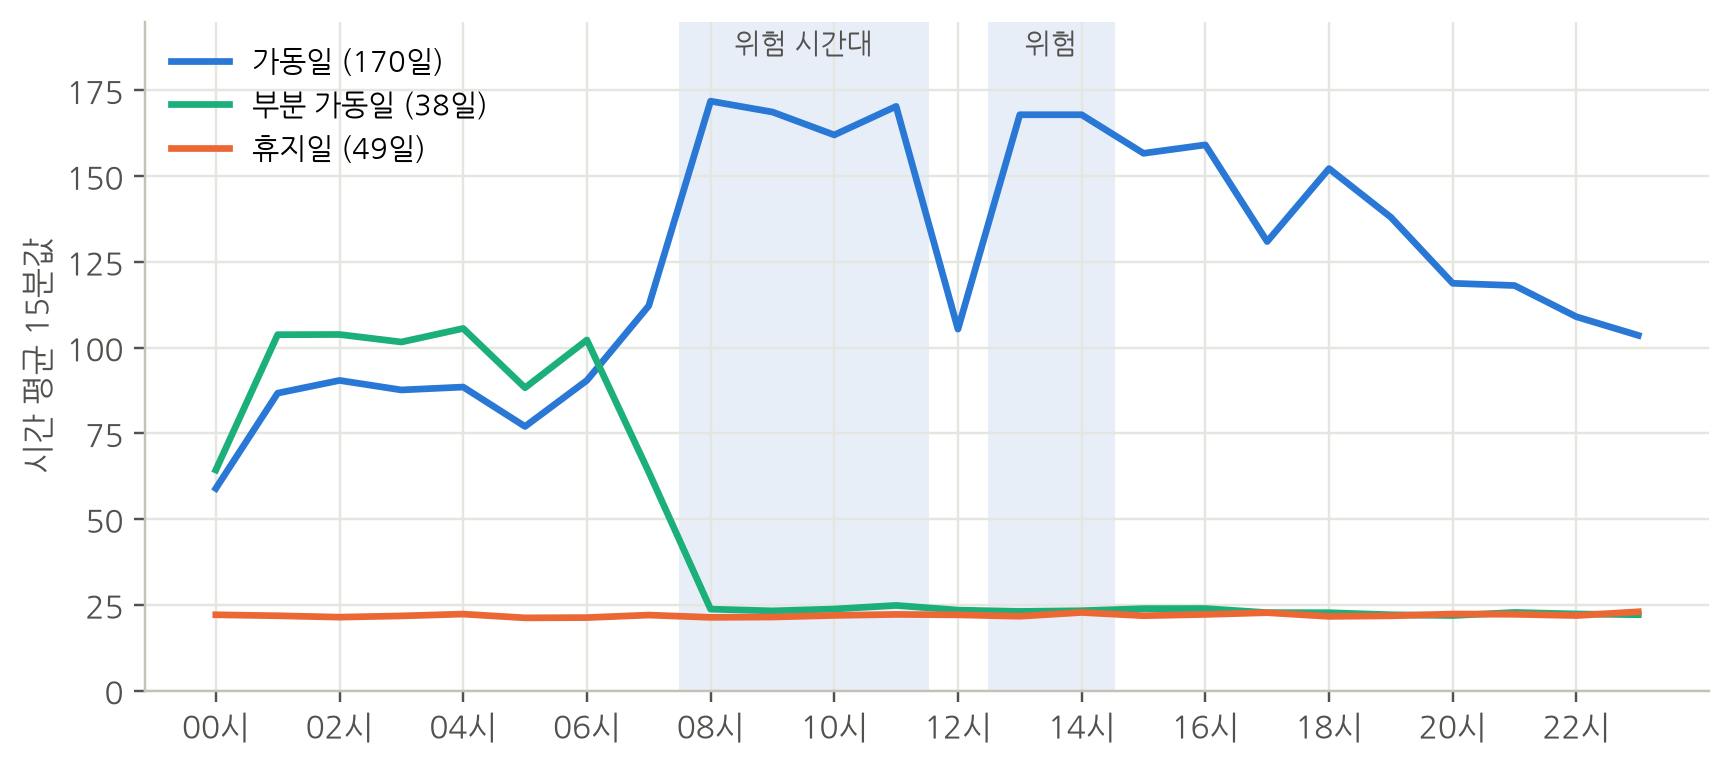 위험 시간대
위험
가동일 (170일)
부분 가동일 (38일)
휴지일 (49일)
시간 평균 15분값
175
150
125
100
75
50
25
0
00시 02시 04시 06시 08시 10시 12시 14시 16시 18시 20시 22시